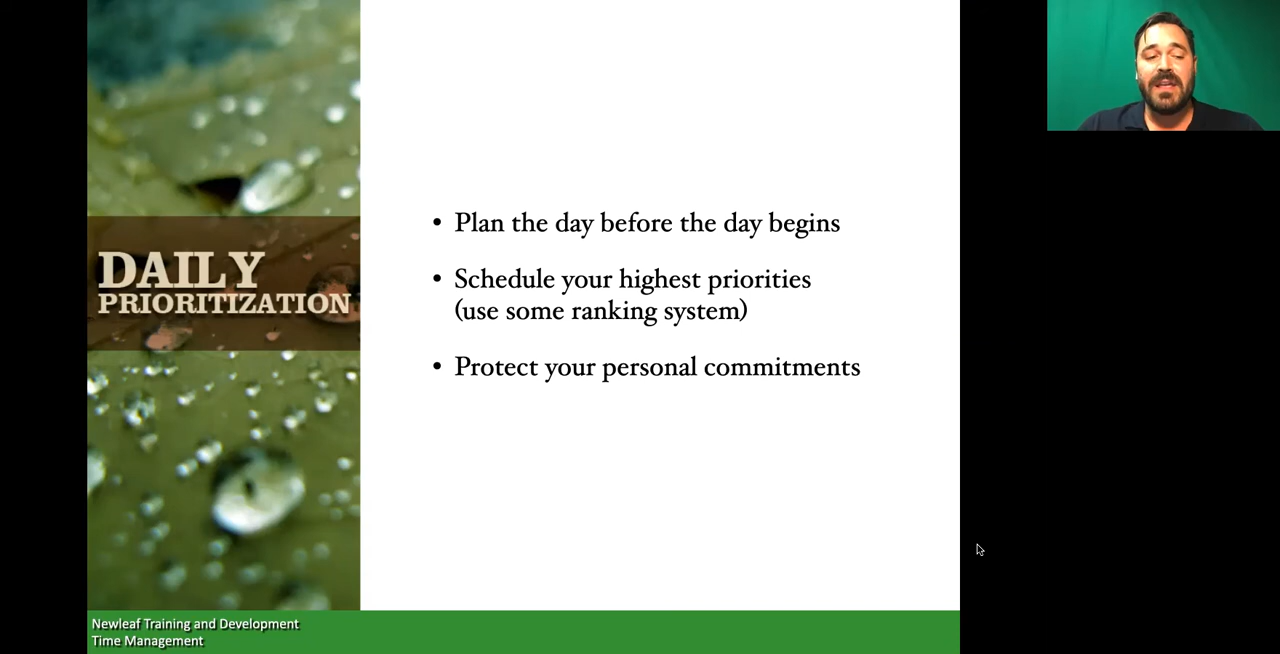 DAILY
PRIORITIZATION
• Plan the day before the day begins
• Schedule your highest priorities
(use some ranking system)
• Protect your personal commitments
Newleaf Training and Development
Time Management